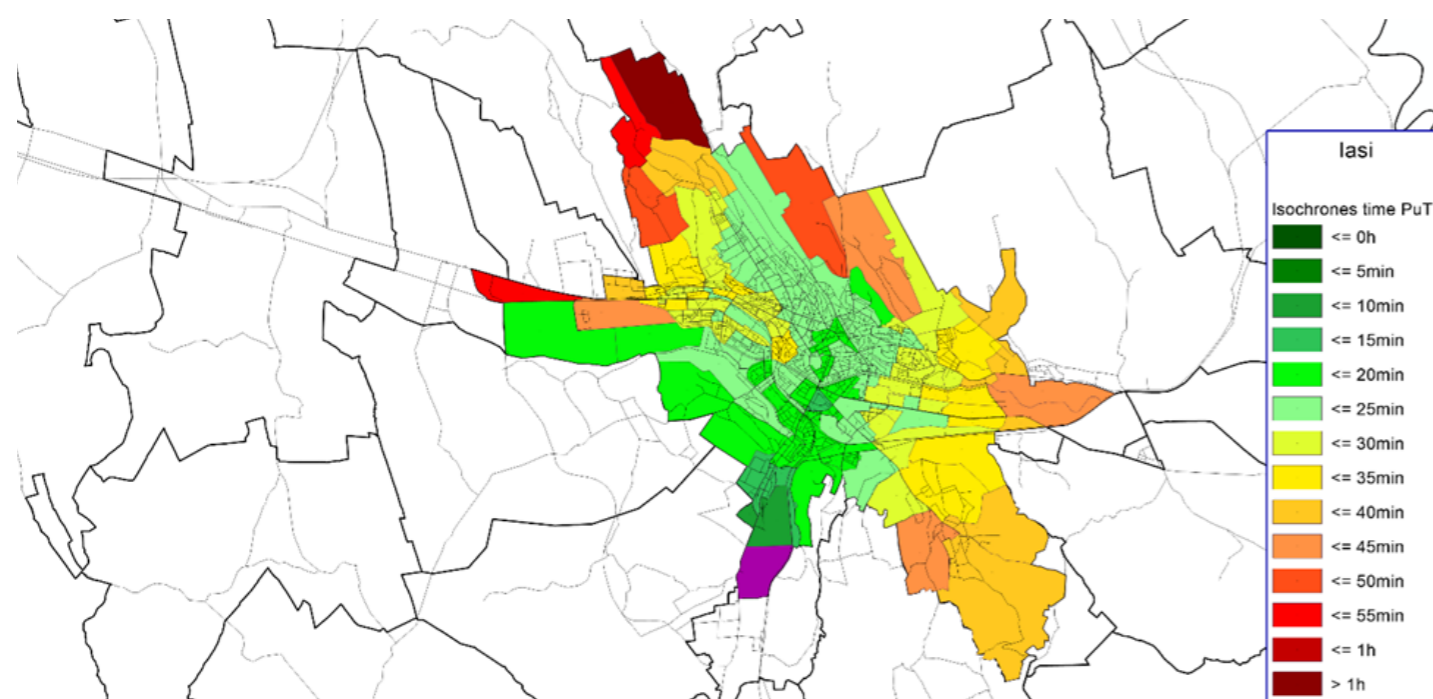 Iasi
Isochrones time PuT
<= 0h
<= 5min
<= 10min
<= 15min
<= 20min
<= 25min
<= 30min
<= 35min
<= 40min
<= 45min
<= 50min
<= 55min
<= 1h
> 1h